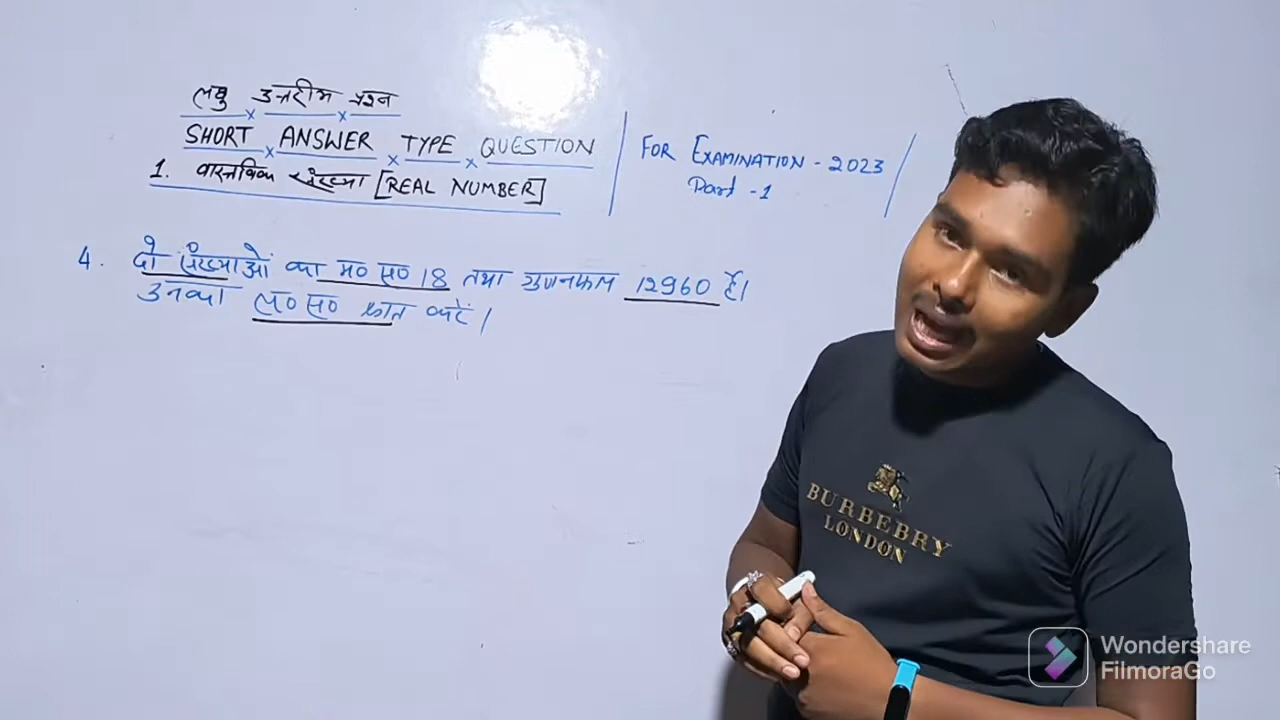 लघु उत्तरीय प्रश्न
SHORT ANSWER TYPE QUESTION
1. वास्तविक संख्या [REAL NUMBER]
FOR EXAMINATION - 2023
Part - 1
4. दो संख्याओं का म० स० 18 तथा गुणनफल 12960 है।
उनका ल० स० ज्ञात करें।
BURBERRY
LONDON
Wondershare
FilmoraGo